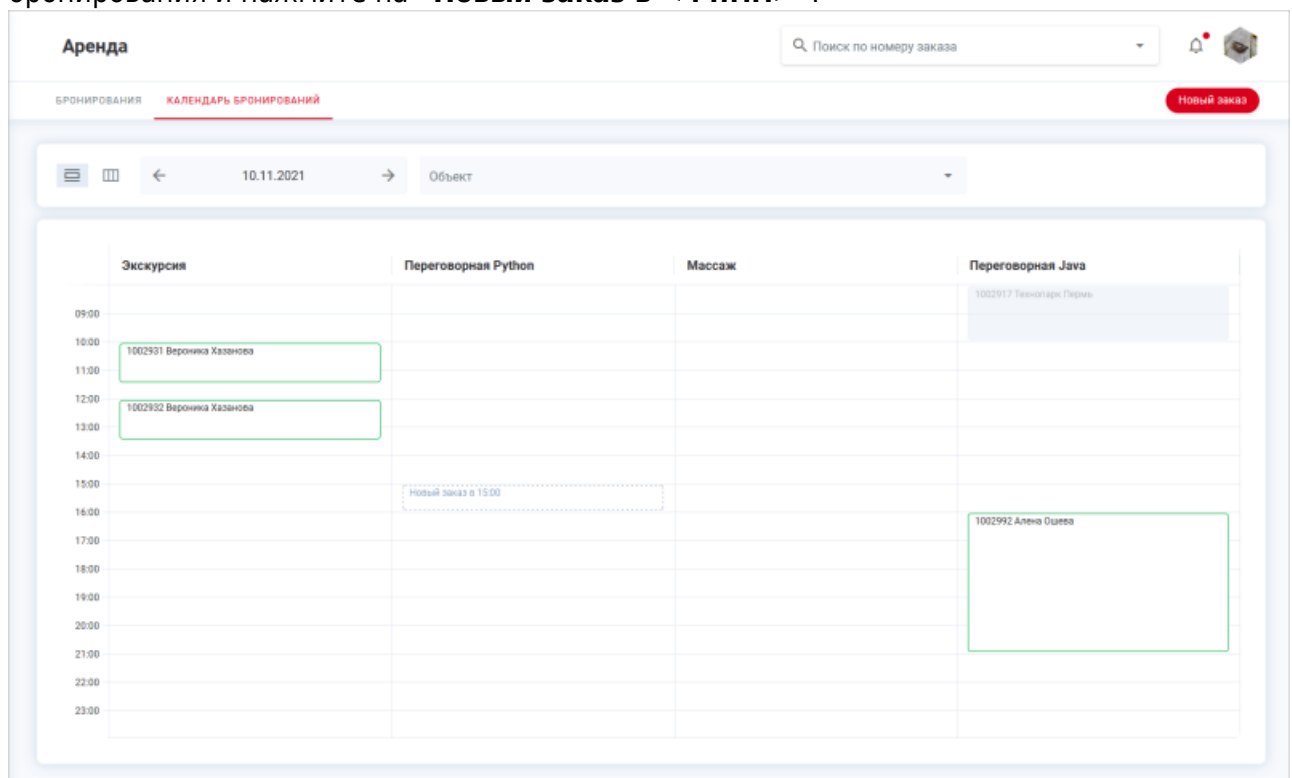 Аренда
Поиск по номеру заказа
БРОНИРОВАНИЯ КАЛЕНДАРЬ БРОНИРОВАНИЙ Новый заказ
10.11.2021 Объект
Экскурсия Переговорная Python Массаж Переговорная Java
1002917 Технопарк Пермь
09:00
10:00
1002931 Вероника Хазанова
11:00
12:00
1002932 Вероника Хазанова
13:00
14:00
15:00
Новый заказ в 15:00
16:00
1002992 Алена Ошева
17:00
18:00
19:00
20:00
21:00
22:00
23:00